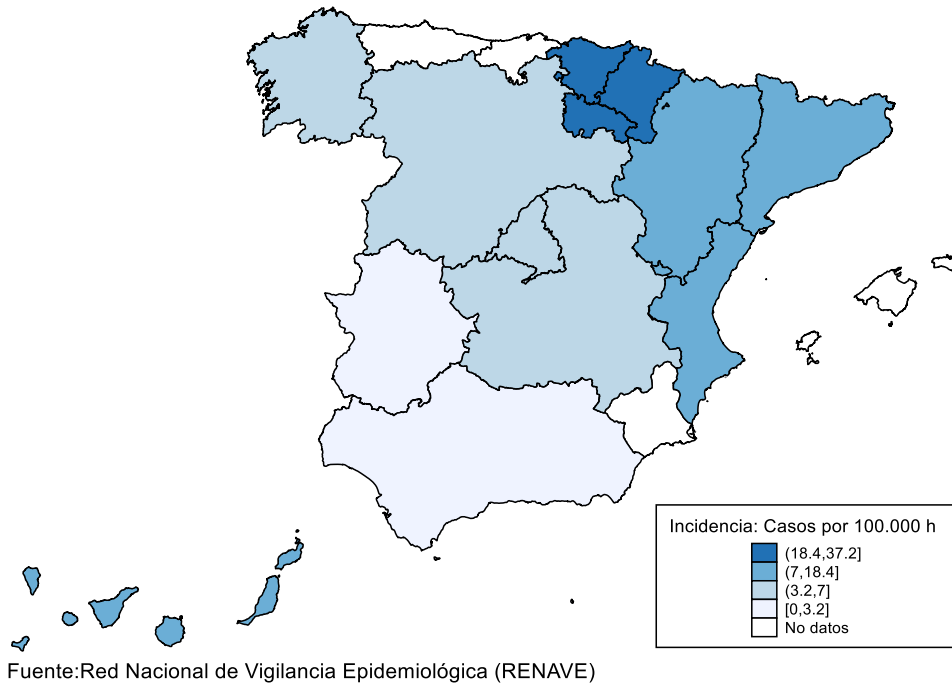 Incidencia: Casos por 100.000 h
(18.4,37.2]
(7,18.4]
(3.2,7]
[0,3.2]
No datos
Fuente:Red Nacional de Vigilancia Epidemiológica (RENAVE)